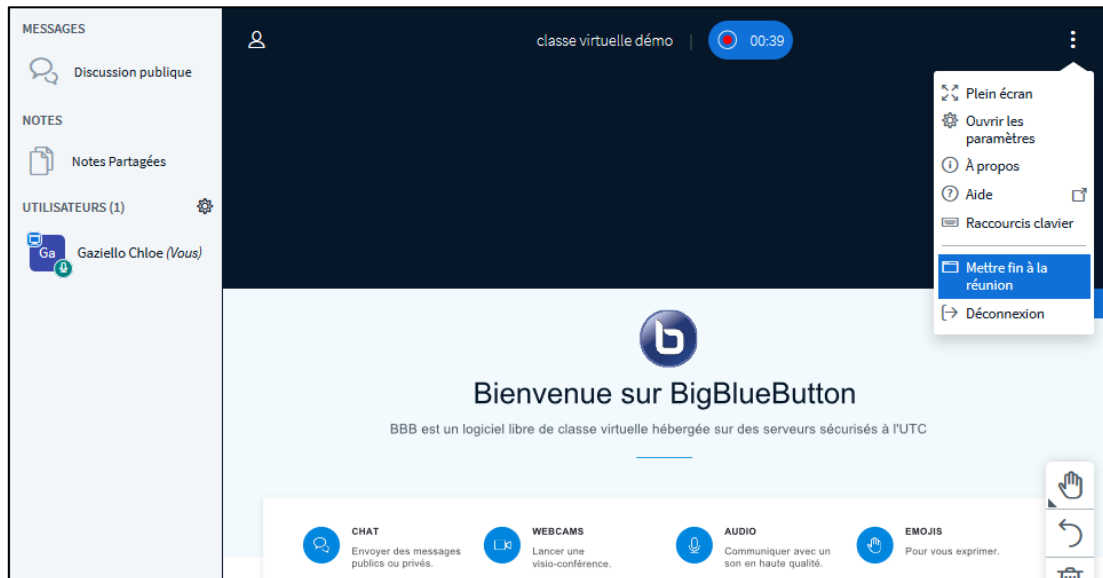 MESSAGES
Discussion publique
NOTES
Notes Partagées
UTILISATEURS (1)
Ga
Gaziello Chloe (Vous)
classe virtuelle démo | 00:39
Plein écran
Ouvrir les
paramètres
À propos
Aide
Raccourcis clavier
Mettre fin à la
réunion
Déconnexion
b
Bienvenue sur BigBlueButton
BBB est un logiciel libre de classe virtuelle hébergée sur des serveurs sécurisés à l'UTC
CHAT
Envoyer des messages
publics ou privés.
WEBCAMS
Lancer une
visio-conférence.
AUDIO
Communiquer avec un
son en haute qualité.
EMOJIS
Pour vous exprimer.